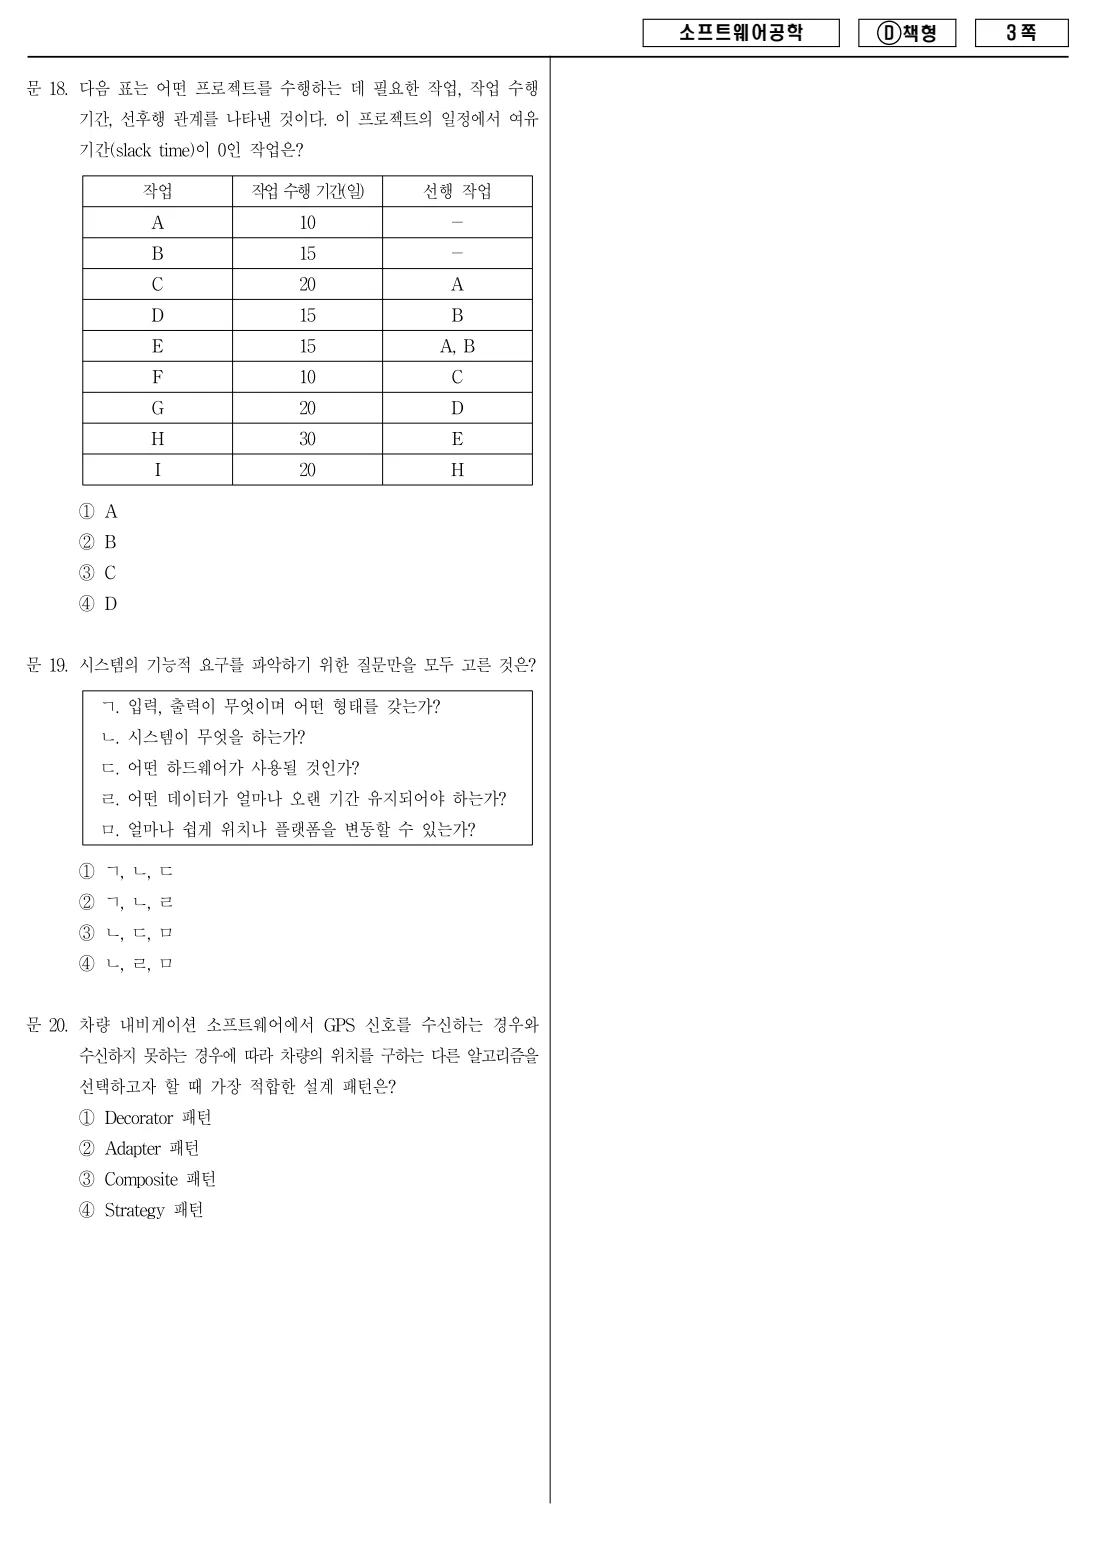 소프트웨어공학 Ⓓ책형 3쪽
문 18. 다음 표는 어떤 프로젝트를 수행하는 데 필요한 작업, 작업 수행
기간, 선후행 관계를 나타낸 것이다. 이 프로젝트의 일정에서 여유
기간(slack time)이 0인 작업은?
작업 작업 수행 기간(일) 선행 작업
A 10 −
B 15 −
C 20 A
D 15 B
E 15 A, B
F 10 C
G 20 D
H 30 E
I 20 H
① A
② B
③ C
④ D
문 19. 시스템의 기능적 요구를 파악하기 위한 질문만을 모두 고른 것은?
ㄱ. 입력, 출력이 무엇이며 어떤 형태를 갖는가?
ㄴ. 시스템이 무엇을 하는가?
ㄷ. 어떤 하드웨어가 사용될 것인가?
ㄹ. 어떤 데이터가 얼마나 오랜 기간 유지되어야 하는가?
ㅁ. 얼마나 쉽게 위치나 플랫폼을 변동할 수 있는가?
① ㄱ, ㄴ, ㄷ
② ㄱ, ㄴ, ㄹ
③ ㄴ, ㄷ, ㅁ
④ ㄴ, ㄹ, ㅁ
문 20. 차량 내비게이션 소프트웨어에서 GPS 신호를 수신하는 경우와
수신하지 못하는 경우에 따라 차량의 위치를 구하는 다른 알고리즘을
선택하고자 할 때 가장 적합한 설계 패턴은?
① Decorator 패턴
② Adapter 패턴
③ Composite 패턴
④ Strategy 패턴